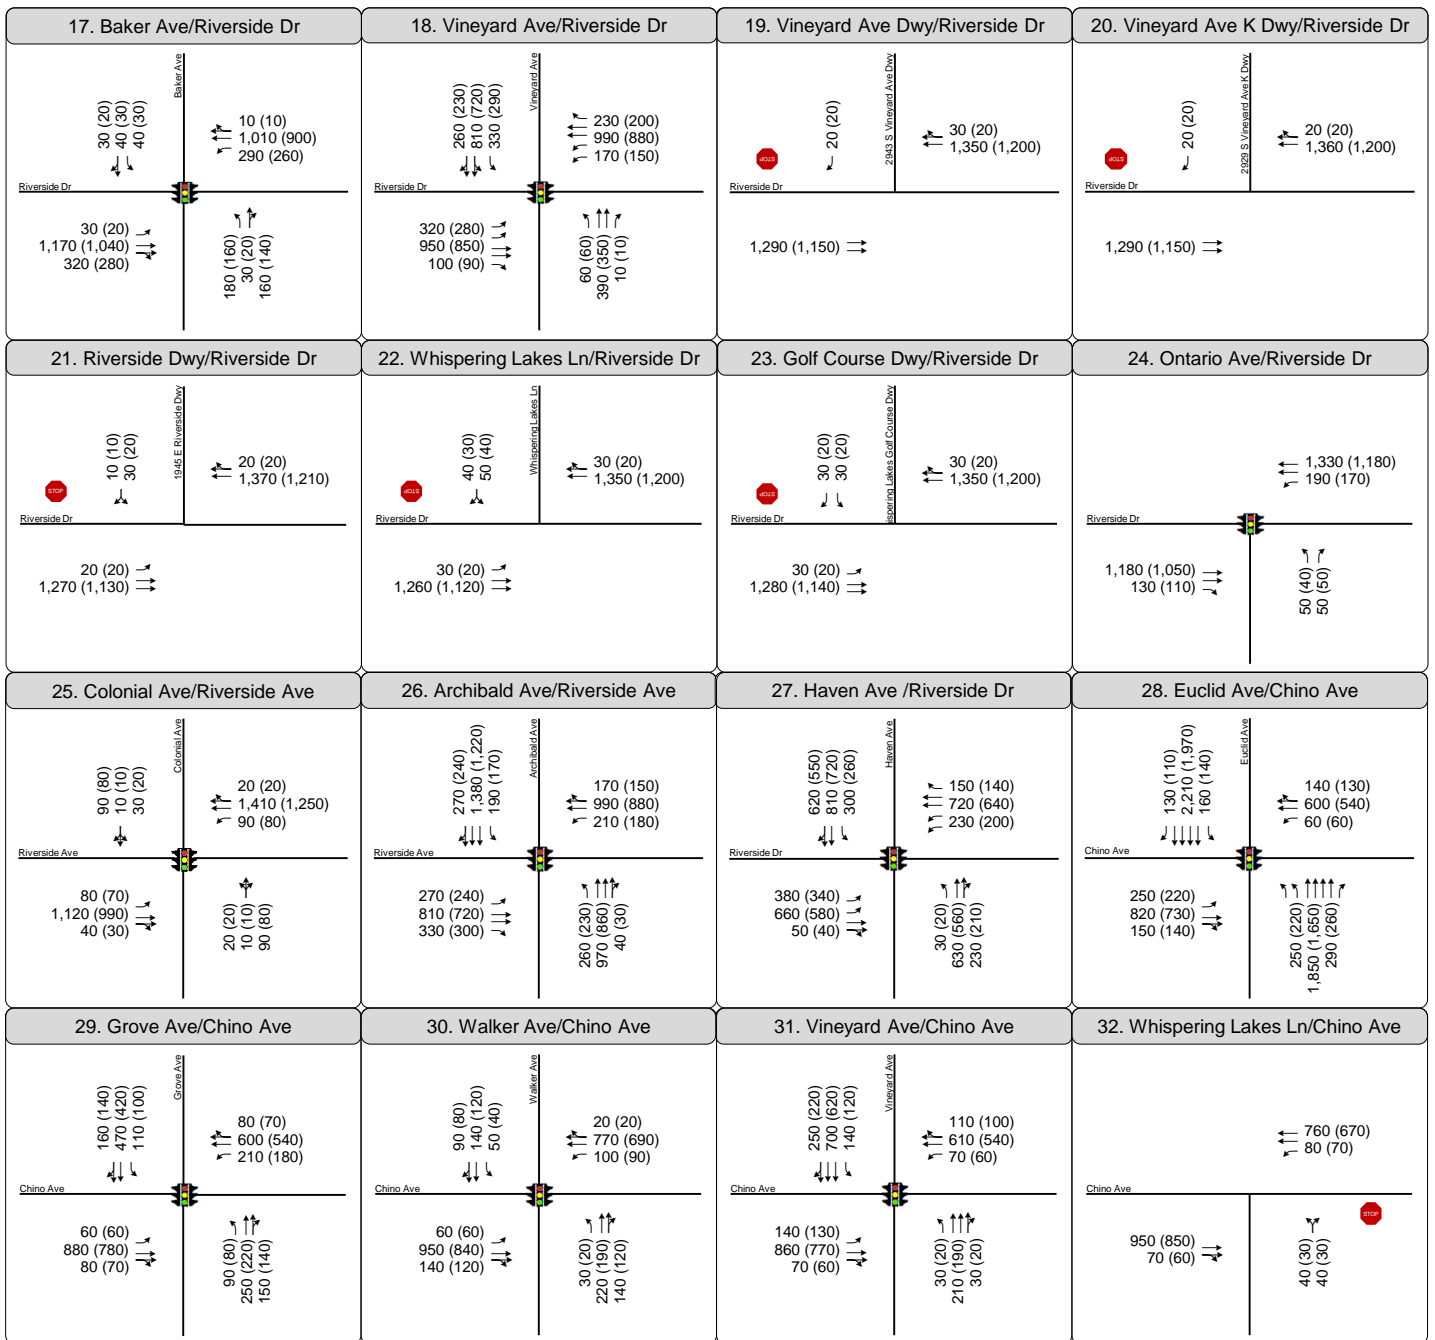 17. Baker Ave/Riverside Dr
Baker Ave
30 (20)
40 (30)
40 (30)
10 (10)
1,010 (900)
290 (260)
Riverside Dr
30 (20)
1,170 (1,040)
320 (280)
180 (160)
30 (20)
160 (140)
18. Vineyard Ave/Riverside Dr
Vineyard Ave
260 (230)
810 (720)
330 (290)
230 (200)
990 (880)
170 (150)
320 (280)
950 (850)
100 (90)
60 (60)
390 (350)
10 (10)
19. Vineyard Ave Dwy/Riverside Dr
2943 S Vineyard Ave Dwy
20 (20)
STOP
30 (20)
1,350 (1,200)
Riverside Dr
1,290 (1,150)
20. Vineyard Ave K Dwy/Riverside Dr
2929 S Vineyard Ave K Dwy
20 (20)
STOP
20 (20)
1,360 (1,200)
Riverside Dr
1,290 (1,150)
21. Riverside Dwy/Riverside Dr
1945 E Riverside Dwy
10 (10)
30 (20)
STOP
20 (20)
1,370 (1,210)
Riverside Dr
20 (20)
1,270 (1,130)
22. Whispering Lakes Ln/Riverside Dr
Whispering Lakes Ln
40 (30)
50 (40)
STOP
30 (20)
1,350 (1,200)
Riverside Dr
30 (20)
1,260 (1,120)
23. Golf Course Dwy/Riverside Dr
ispering Lakes Golf Course Dwy
30 (20)
30 (20)
STOP
30 (20)
1,350 (1,200)
Riverside Dr
30 (20)
1,280 (1,140)
24. Ontario Ave/Riverside Dr
1,330 (1,180)
190 (170)
Riverside Dr
1,180 (1,050)
130 (110)
50 (40)
50 (50)
25. Colonial Ave/Riverside Ave
Colonial Ave
90 (80)
10 (10)
30 (20)
20 (20)
1,410 (1,250)
90 (80)
Riverside Ave
80 (70)
1,120 (990)
40 (30)
20 (20)
10 (10)
90 (80)
26. Archibald Ave/Riverside Ave
Archibald Ave
270 (240)
1,380 (1,220)
190 (170)
170 (150)
990 (880)
210 (180)
Riverside Ave
270 (240)
810 (720)
330 (300)
260 (230)
970 (860)
40 (30)
27. Haven Ave /Riverside Dr
Haven Ave
620 (550)
810 (720)
300 (260)
150 (140)
720 (640)
230 (200)
Riverside Dr
380 (340)
660 (580)
50 (40)
30 (20)
630 (560)
230 (210)
28. Euclid Ave/Chino Ave
Euclid Ave
130 (110)
2,210 (1,970)
160 (140)
140 (130)
600 (540)
60 (60)
Chino Ave
250 (220)
820 (730)
150 (140)
250 (220)
1,850 (1,650)
290 (260)
29. Grove Ave/Chino Ave
Grove Ave
160 (140)
470 (420)
110 (100)
80 (70)
600 (540)
210 (180)
Chino Ave
60 (60)
880 (780)
80 (70)
90 (80)
250 (220)
150 (140)
30. Walker Ave/Chino Ave
Walker Ave
90 (80)
140 (120)
50 (40)
20 (20)
770 (690)
100 (90)
Chino Ave
60 (60)
950 (840)
140 (120)
30 (20)
220 (190)
140 (120)
31. Vineyard Ave/Chino Ave
Vineyard Ave
250 (220)
700 (620)
140 (120)
110 (100)
610 (540)
70 (60)
Chino Ave
140 (130)
860 (770)
70 (60)
30 (20)
210 (190)
30 (20)
32. Whispering Lakes Ln/Chino Ave
760 (670)
80 (70)
Chino Ave
STOP
950 (850)
70 (60)
40 (30)
40 (30)